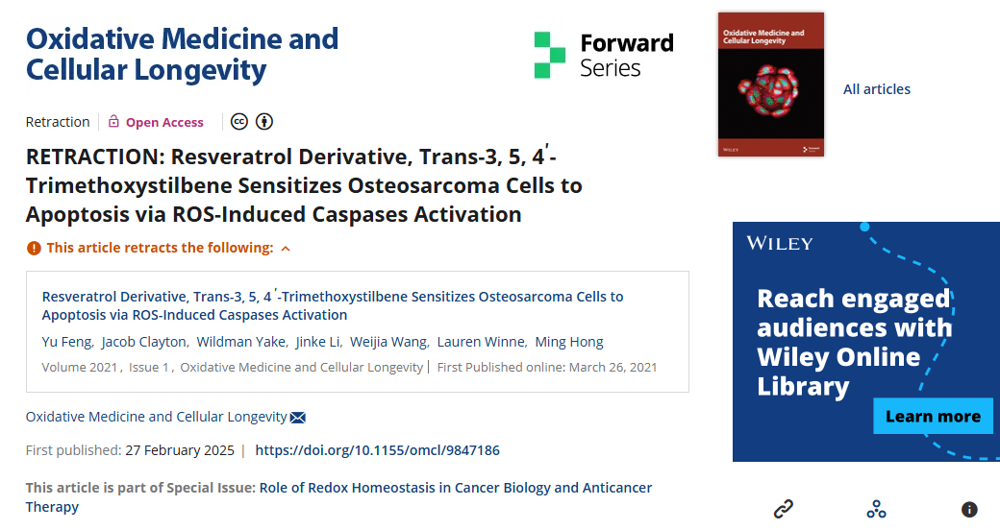 Oxidative Medicine and
Cellular Longevity
Forward
Series
Retraction
Open Access
RETRACTION: Resveratrol Derivative, Trans-3, 5, 4′-
Trimethoxystilbene Sensitizes Osteosarcoma Cells to
Apoptosis via ROS-Induced Caspases Activation
This article retracts the following:
Resveratrol Derivative, Trans-3, 5, 4′-Trimethoxystilbene Sensitizes Osteosarcoma Cells to
Apoptosis via ROS-Induced Caspases Activation
Yu Feng, Jacob Clayton, Wildman Yake, Jinke Li, Weijia Wang, Lauren Winne, Ming Hong
Volume 2021, Issue 1, Oxidative Medicine and Cellular Longevity | First Published online: March 26, 2021
Oxidative Medicine and Cellular Longevity
First published: 27 February 2025 | https://doi.org/10.1155/omcl/9847186
This article is part of Special Issue: Role of Redox Homeostasis in Cancer Biology and Anticancer
Therapy
Oxidative Medicine and
Cellular Longevity
WILEY
All articles
WILEY
Reach engaged
audiences with
Wiley Online
Library
Learn more